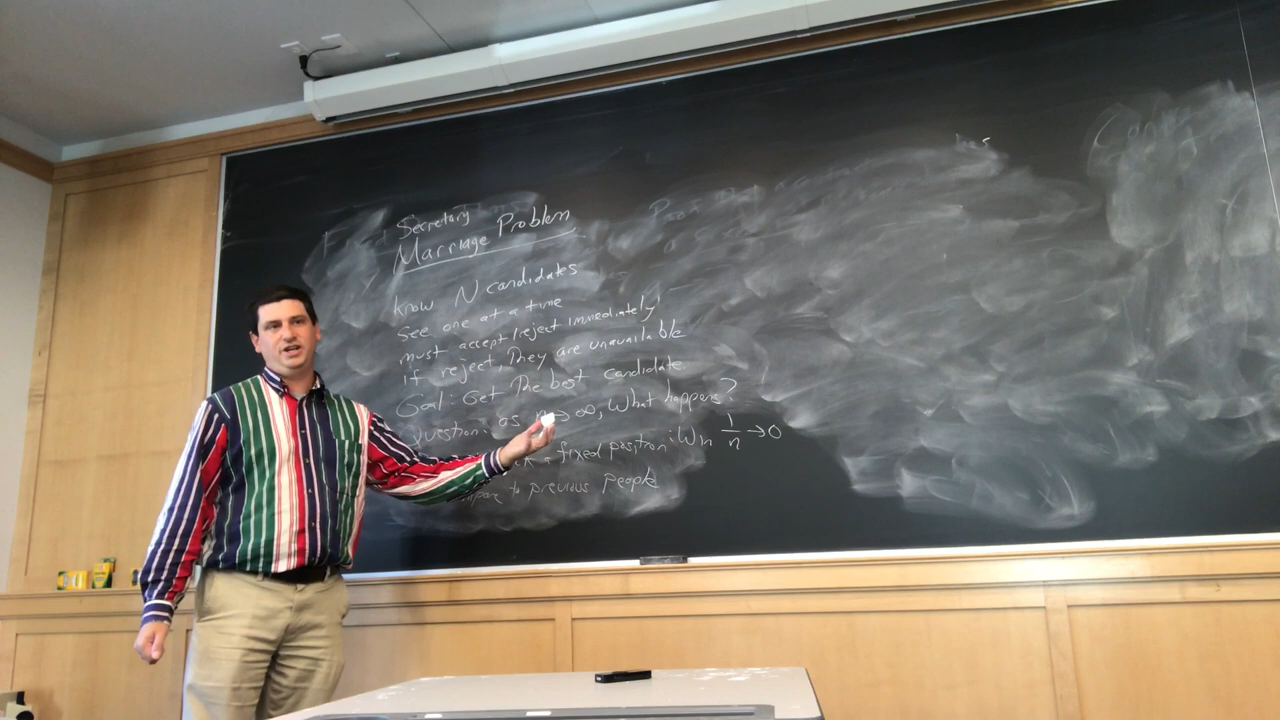 Secretary
Marriage Problem
know N candidates
see one at a time
must accept/reject immediately
if reject, They are unavailable
Goal: Get The best candidate.
Question: as n→∞, What happens?
a fixed position: Win 1/n →0
to previous people